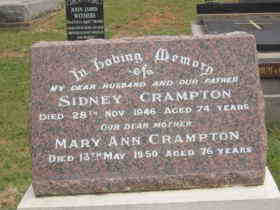 JOHN JAMES
WITHERS
In Loving Memory
of
MY DEAR HUSBAND AND OUR FATHER
SIDNEY CRAMPTON
DIED 28TH NOV 1946 AGED 74 YEARS
OUR DEAR MOTHER
MARY ANN CRAMPTON
DIED 13TH MAY 1950 AGED 76 YEARS